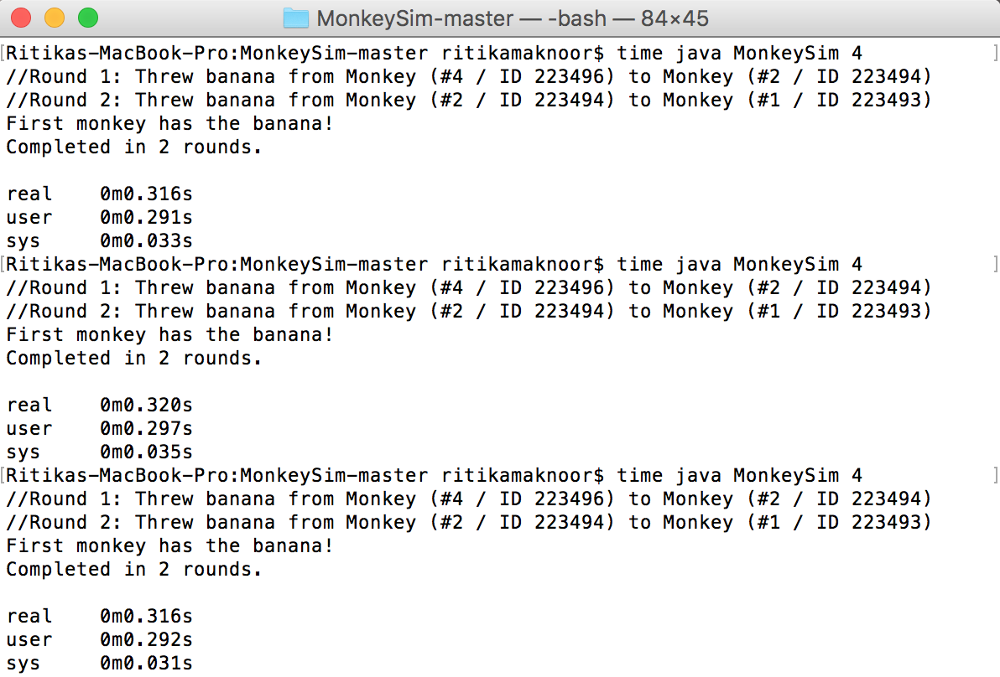 MonkeySim-master — -bash — 84×45
[Ritikas-MacBook-Pro:MonkeySim-master ritikamaknoor$ time java MonkeySim 4 ]
//Round 1: Threw banana from Monkey (#4 / ID 223496) to Monkey (#2 / ID 223494)
//Round 2: Threw banana from Monkey (#2 / ID 223494) to Monkey (#1 / ID 223493)
First monkey has the banana!
Completed in 2 rounds.

real    0m0.316s
user    0m0.291s
sys     0m0.033s
[Ritikas-MacBook-Pro:MonkeySim-master ritikamaknoor$ time java MonkeySim 4 ]
//Round 1: Threw banana from Monkey (#4 / ID 223496) to Monkey (#2 / ID 223494)
//Round 2: Threw banana from Monkey (#2 / ID 223494) to Monkey (#1 / ID 223493)
First monkey has the banana!
Completed in 2 rounds.

real    0m0.320s
user    0m0.297s
sys     0m0.035s
[Ritikas-MacBook-Pro:MonkeySim-master ritikamaknoor$ time java MonkeySim 4 ]
//Round 1: Threw banana from Monkey (#4 / ID 223496) to Monkey (#2 / ID 223494)
//Round 2: Threw banana from Monkey (#2 / ID 223494) to Monkey (#1 / ID 223493)
First monkey has the banana!
Completed in 2 rounds.

real    0m0.316s
user    0m0.292s
sys     0m0.031s